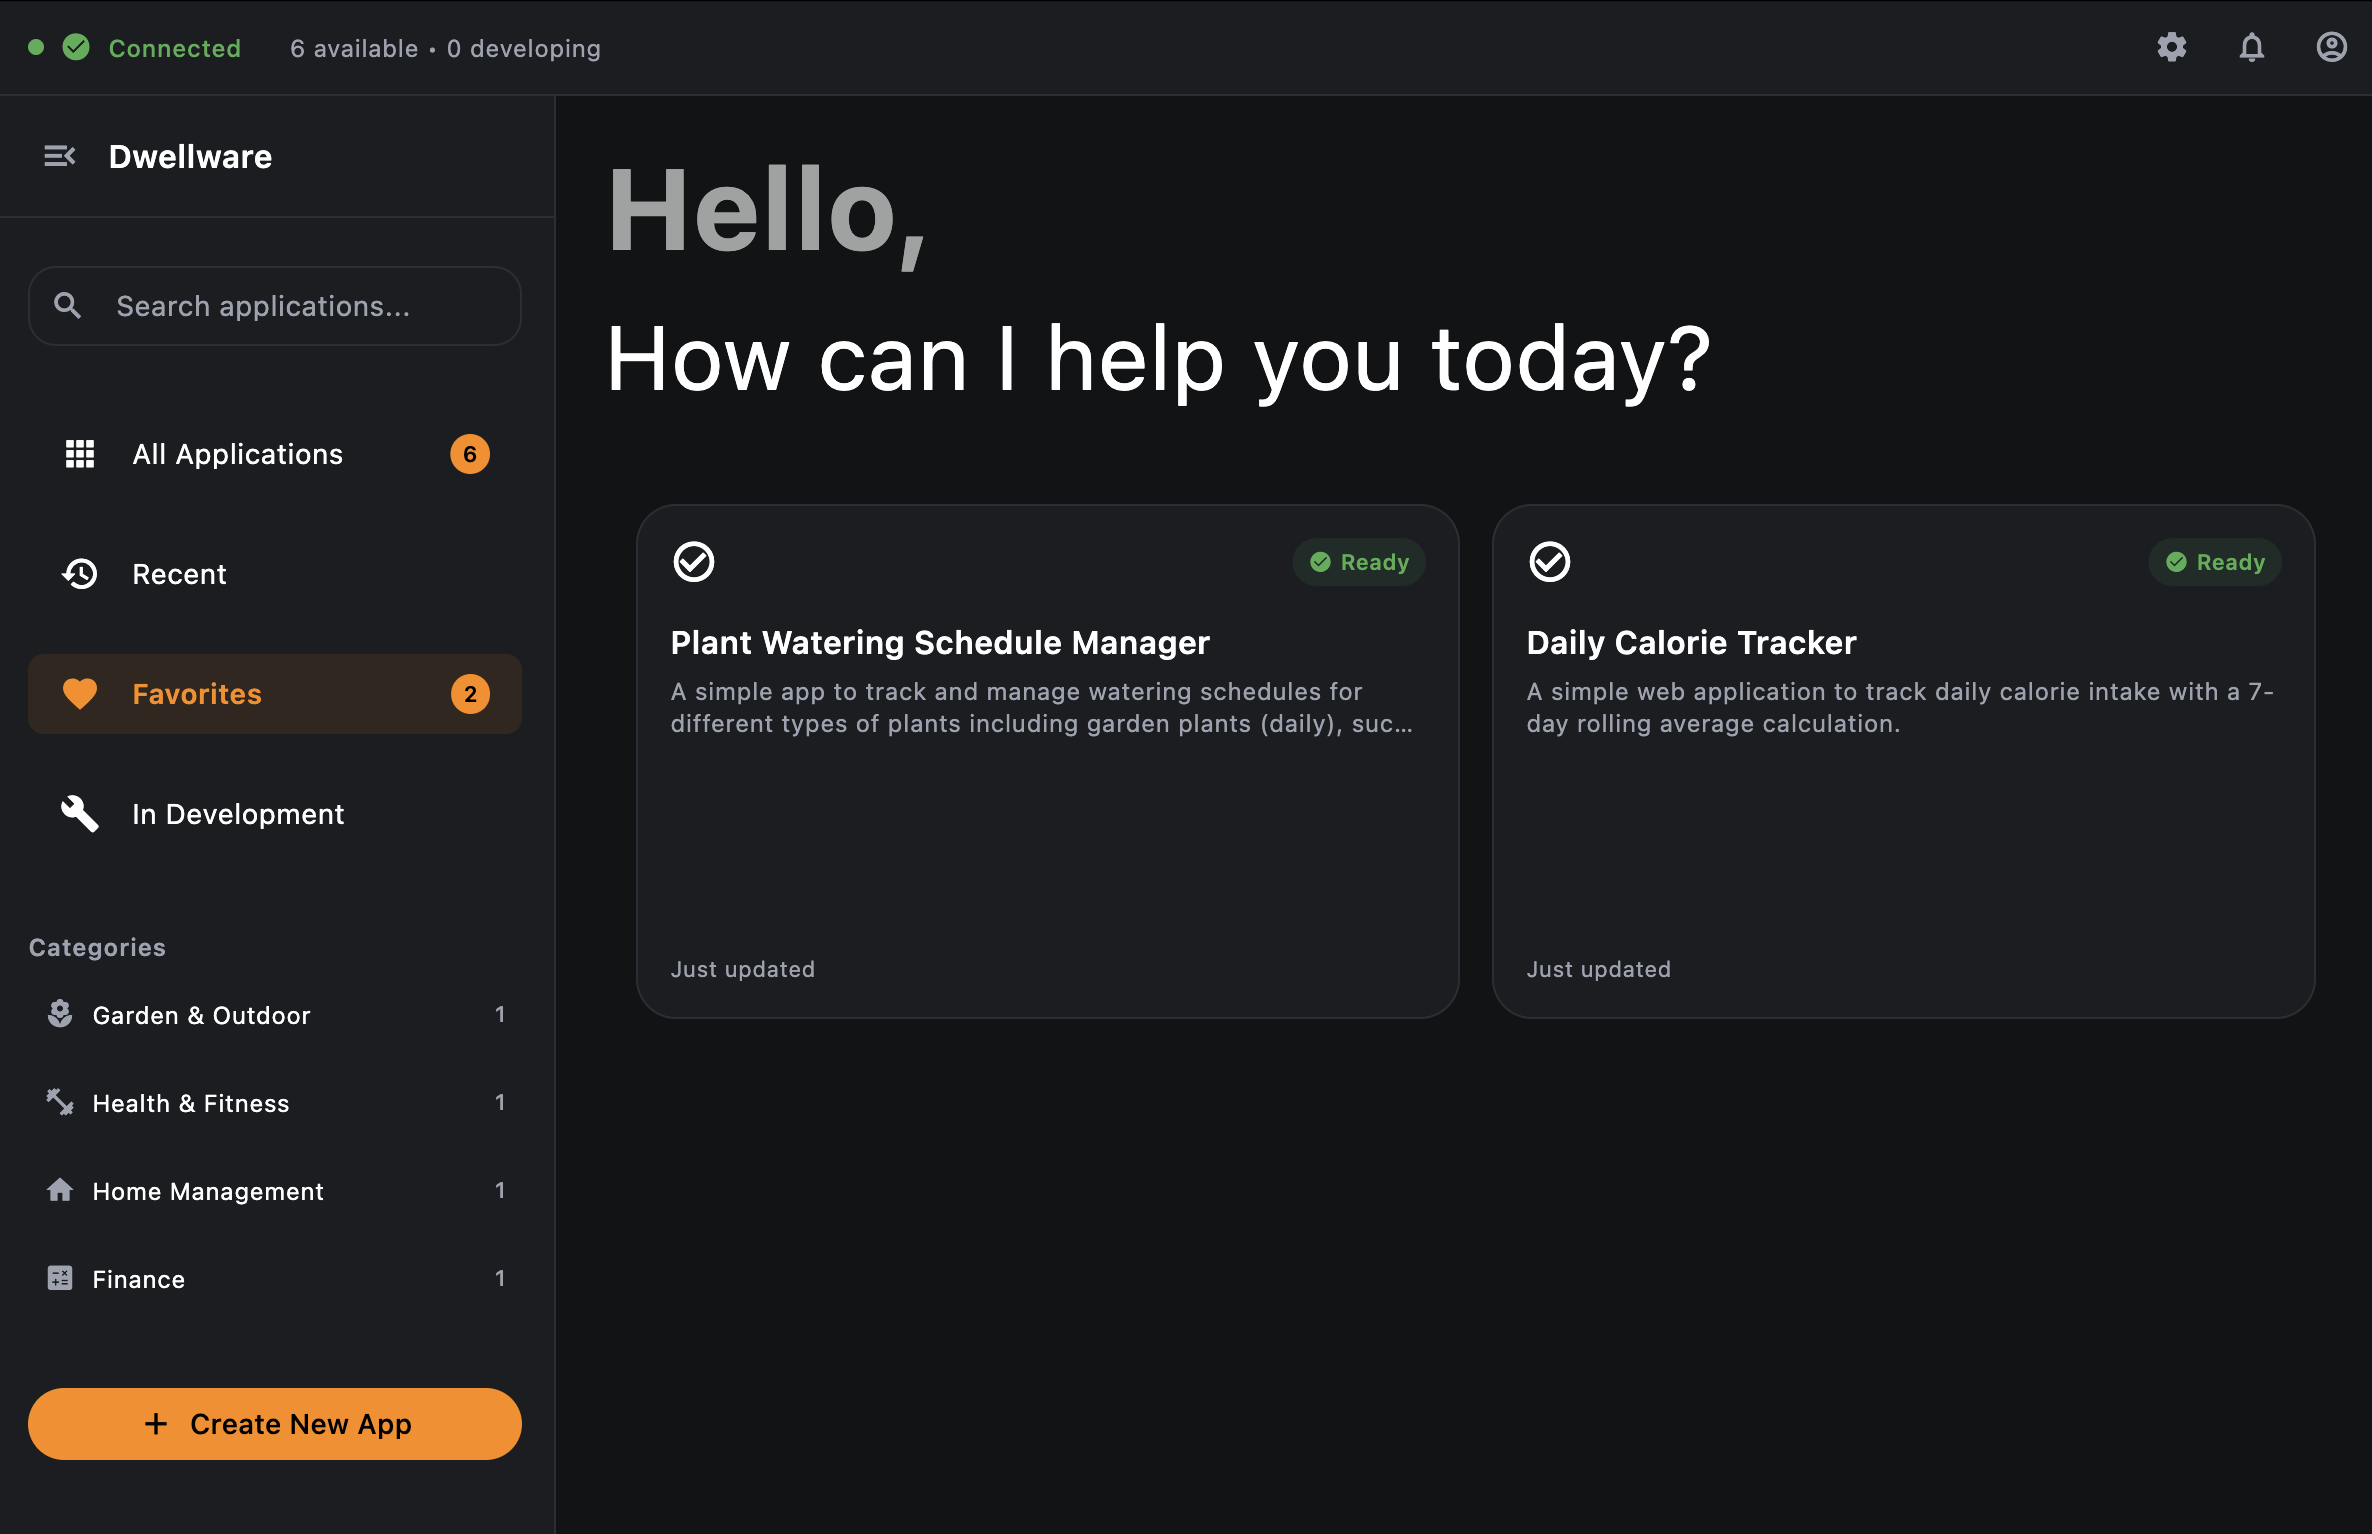 Connected
6 available • 0 developing
Dwellware
Search applications...
All Applications
6
Recent
Favorites
2
In Development
Categories
Garden & Outdoor
1
Health & Fitness
1
Home Management
1
Finance
1
+ Create New App
Hello,
How can I help you today?
Ready
Plant Watering Schedule Manager
A simple app to track and manage watering schedules for
different types of plants including garden plants (daily), suc...
Just updated
Ready
Daily Calorie Tracker
A simple web application to track daily calorie intake with a 7-
day rolling average calculation.
Just updated